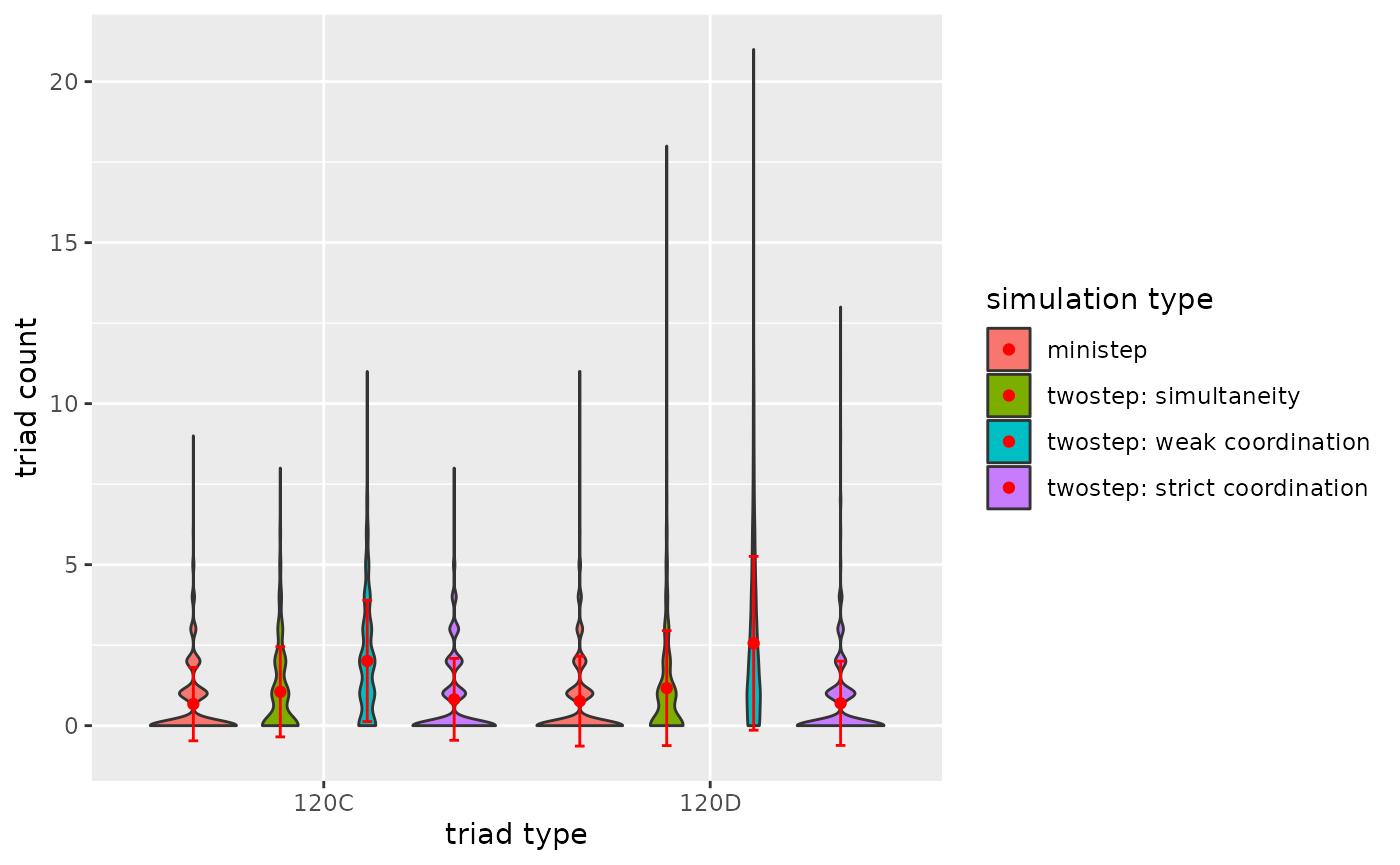 20
15
10
5
0
triad count
120C
120D
triad type
simulation type
ministep
twostep: simultaneity
twostep: weak coordination
twostep: strict coordination